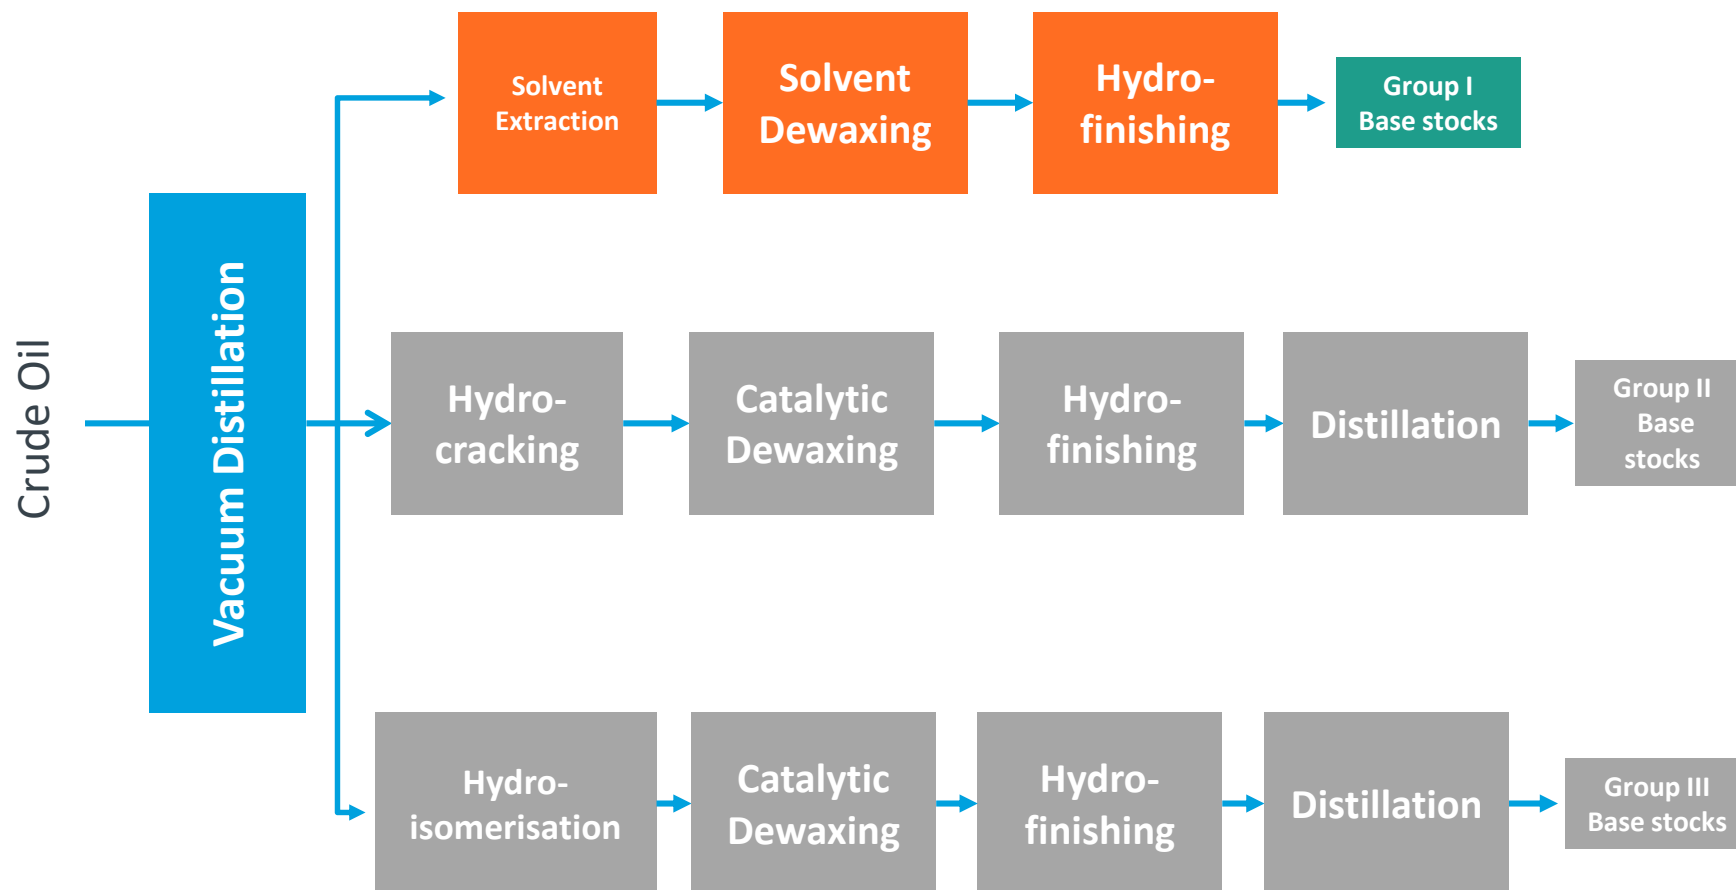 Crude Oil
Vacuum Distillation
Solvent
Extraction
Solvent
Dewaxing
Hydro-
finishing
Group I
Base stocks
Hydro-
cracking
Catalytic
Dewaxing
Hydro-
finishing
Distillation
Group II
Base
stocks
Hydro-
isomerisation
Catalytic
Dewaxing
Hydro-
finishing
Distillation
Group III
Base stocks